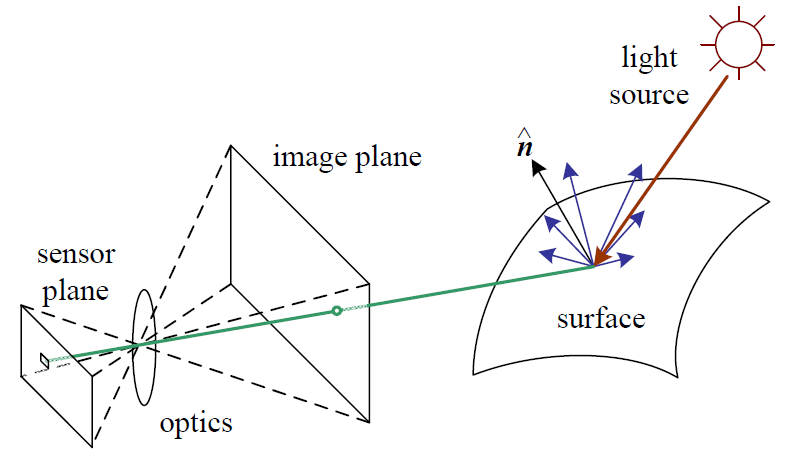 light
source
n̂
image plane
sensor
plane
surface
optics